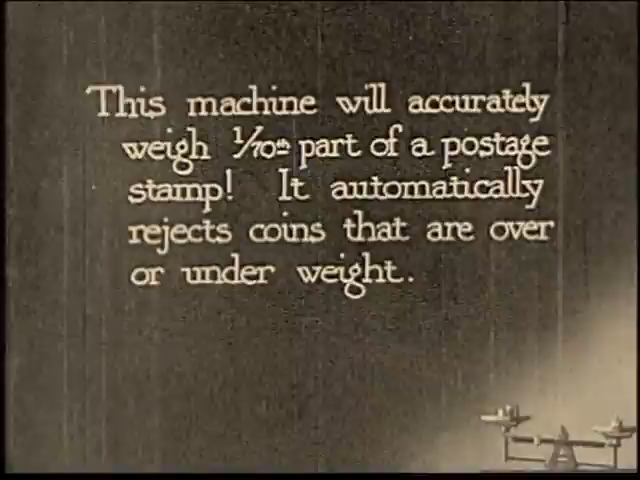 This machine will accurately
weigh 1/10th part of a postage
stamp! It automatically
rejects coins that are over
or under weight.